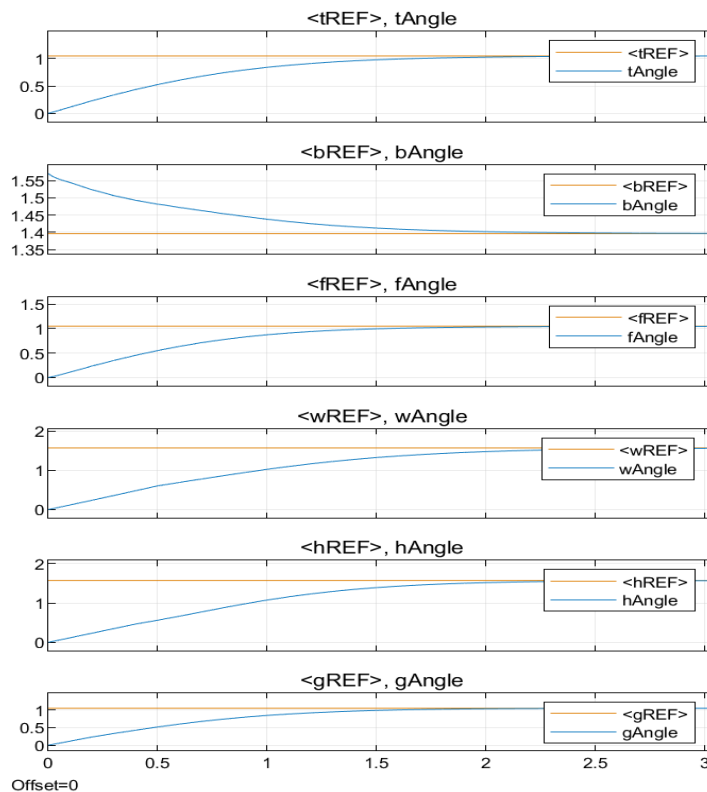 <tREF>, tAngle
1
0.5
0
<tREF>
tAngle
<bREF>, bAngle
1.55
1.5
1.45
1.4
1.35
<bREF>
bAngle
<fREF>, fAngle
1.5
1
0.5
0
<fREF>
fAngle
<wREF>, wAngle
2
1
0
<wREF>
wAngle
<hREF>, hAngle
2
1
0
<hREF>
hAngle
<gREF>, gAngle
1
0.5
0
<gREF>
gAngle
0 0.5 1 1.5 2 2.5 3
Offset=0